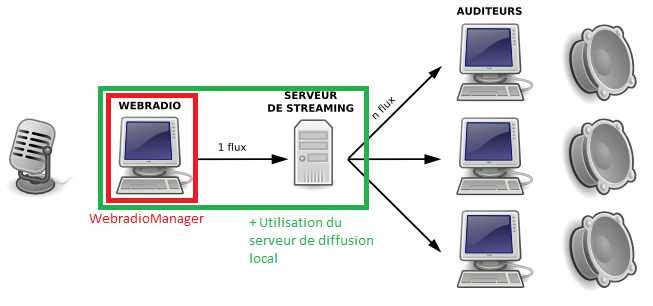 AUDITEURS
WEBRADIO
SERVEUR
DE STREAMING
n flux
1 flux
WebradioManager
+ Utilisation du
serveur de diffusion
local